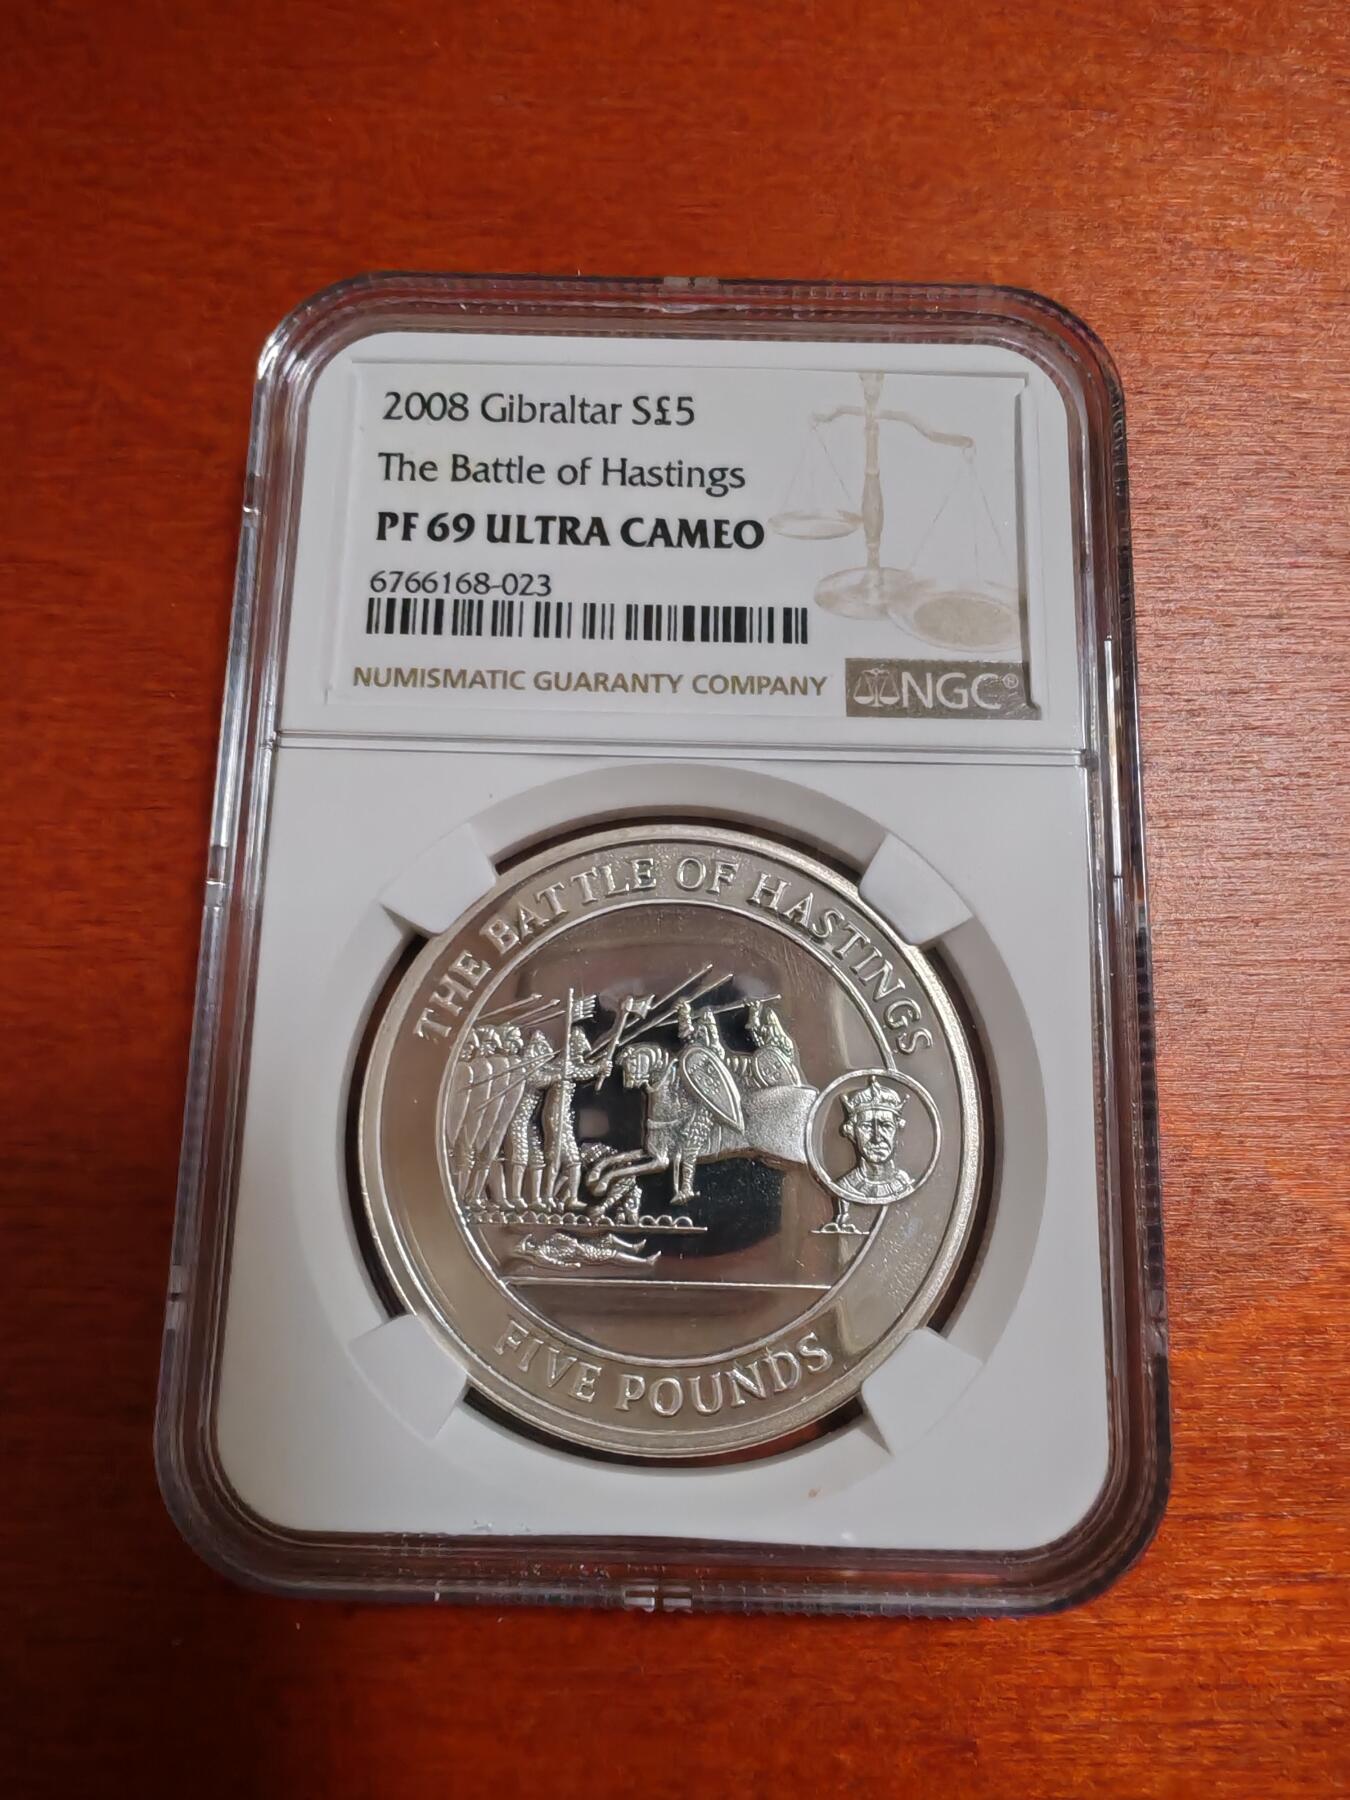 2008 Gibraltar S£5
The Battle of Hastings
PF 69 ULTRA CAMEO
6766168-023
NUMISMATIC GUARANTY COMPANY
NGC®
THE BATTLE OF HASTINGS
FIVE POUNDS